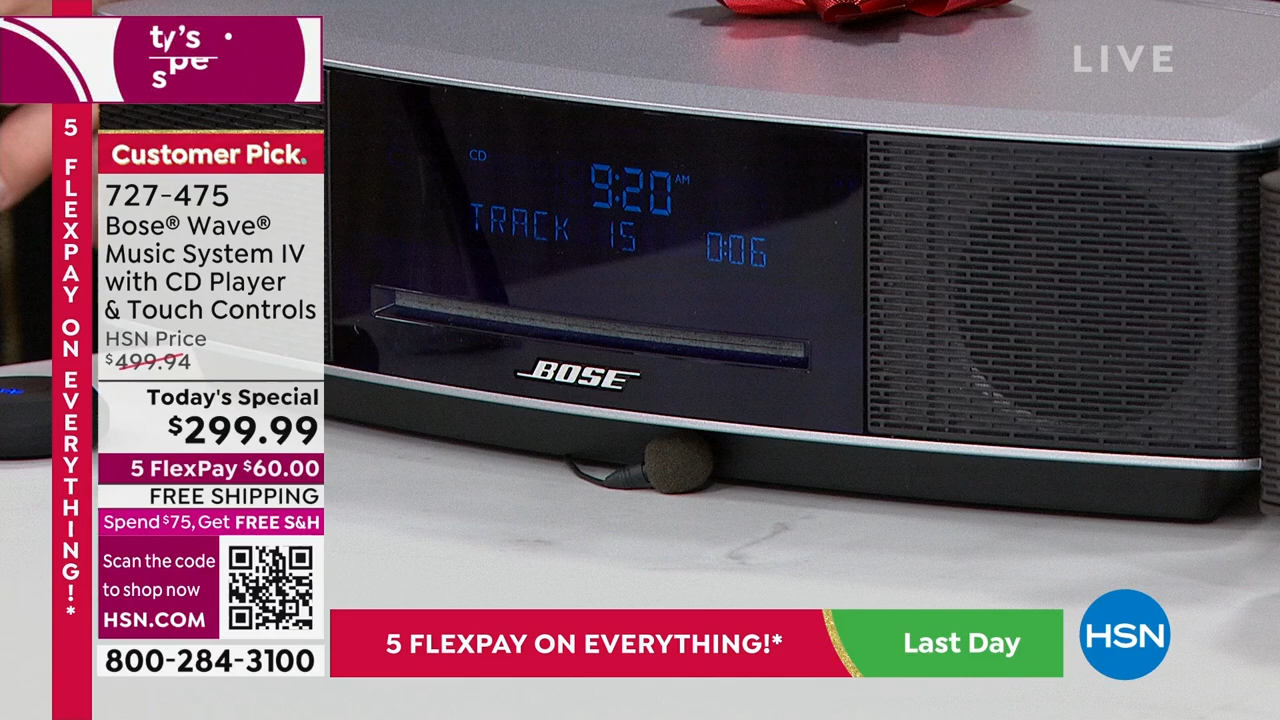 ty's
spe
LIVE
5 FLEXPAY ON EVERYTHING!*
Customer Pick.
727-475
Bose® Wave®
Music System IV
with CD Player
& Touch Controls
HSN Price
$499.94
Today's Special
$299.99
5 FlexPay $60.00
FREE SHIPPING
Spend $75, Get FREE S&H
Scan the code
to shop now
HSN.COM
800-284-3100
CD
9:20 AM
TRACK 15 0:06
BOSE
5 FLEXPAY ON EVERYTHING!*
Last Day
HSN